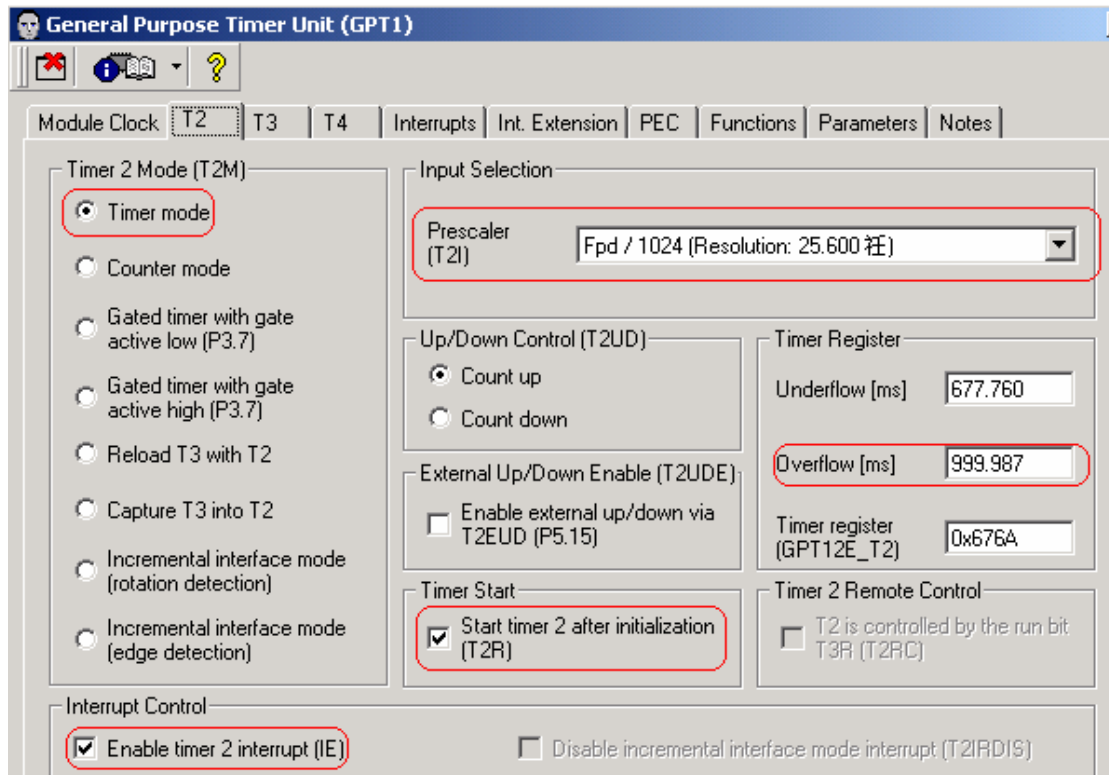 General Purpose Timer Unit (GPT1)
Module Clock T2 T3 T4 Interrupts Int. Extension PEC Functions Parameters Notes
Timer 2 Mode (T2M)
Timer mode
Counter mode
Gated timer with gate
active low (P3.7)
Gated timer with gate
active high (P3.7)
Reload T3 with T2
Capture T3 into T2
Incremental interface mode
(rotation detection)
Incremental interface mode
(edge detection)
Input Selection
Prescaler
(T2I)
Fpd / 1024 (Resolution: 25.600 祍)
Up/Down Control (T2UD)
Count up
Count down
External Up/Down Enable (T2UDE)
Enable external up/down via
T2EUD (P5.15)
Timer Start
Start timer 2 after initialization
(T2R)
Timer Register
Underflow [ms] 677.760
Overflow [ms] 999.987
Timer register
(GPT12E_T2)
0x676A
Timer 2 Remote Control
T2 is controlled by the run bit
T3R (T2RC)
Interrupt Control
Enable timer 2 interrupt (IE)
Disable incremental interface mode interrupt (T2IRDIS)